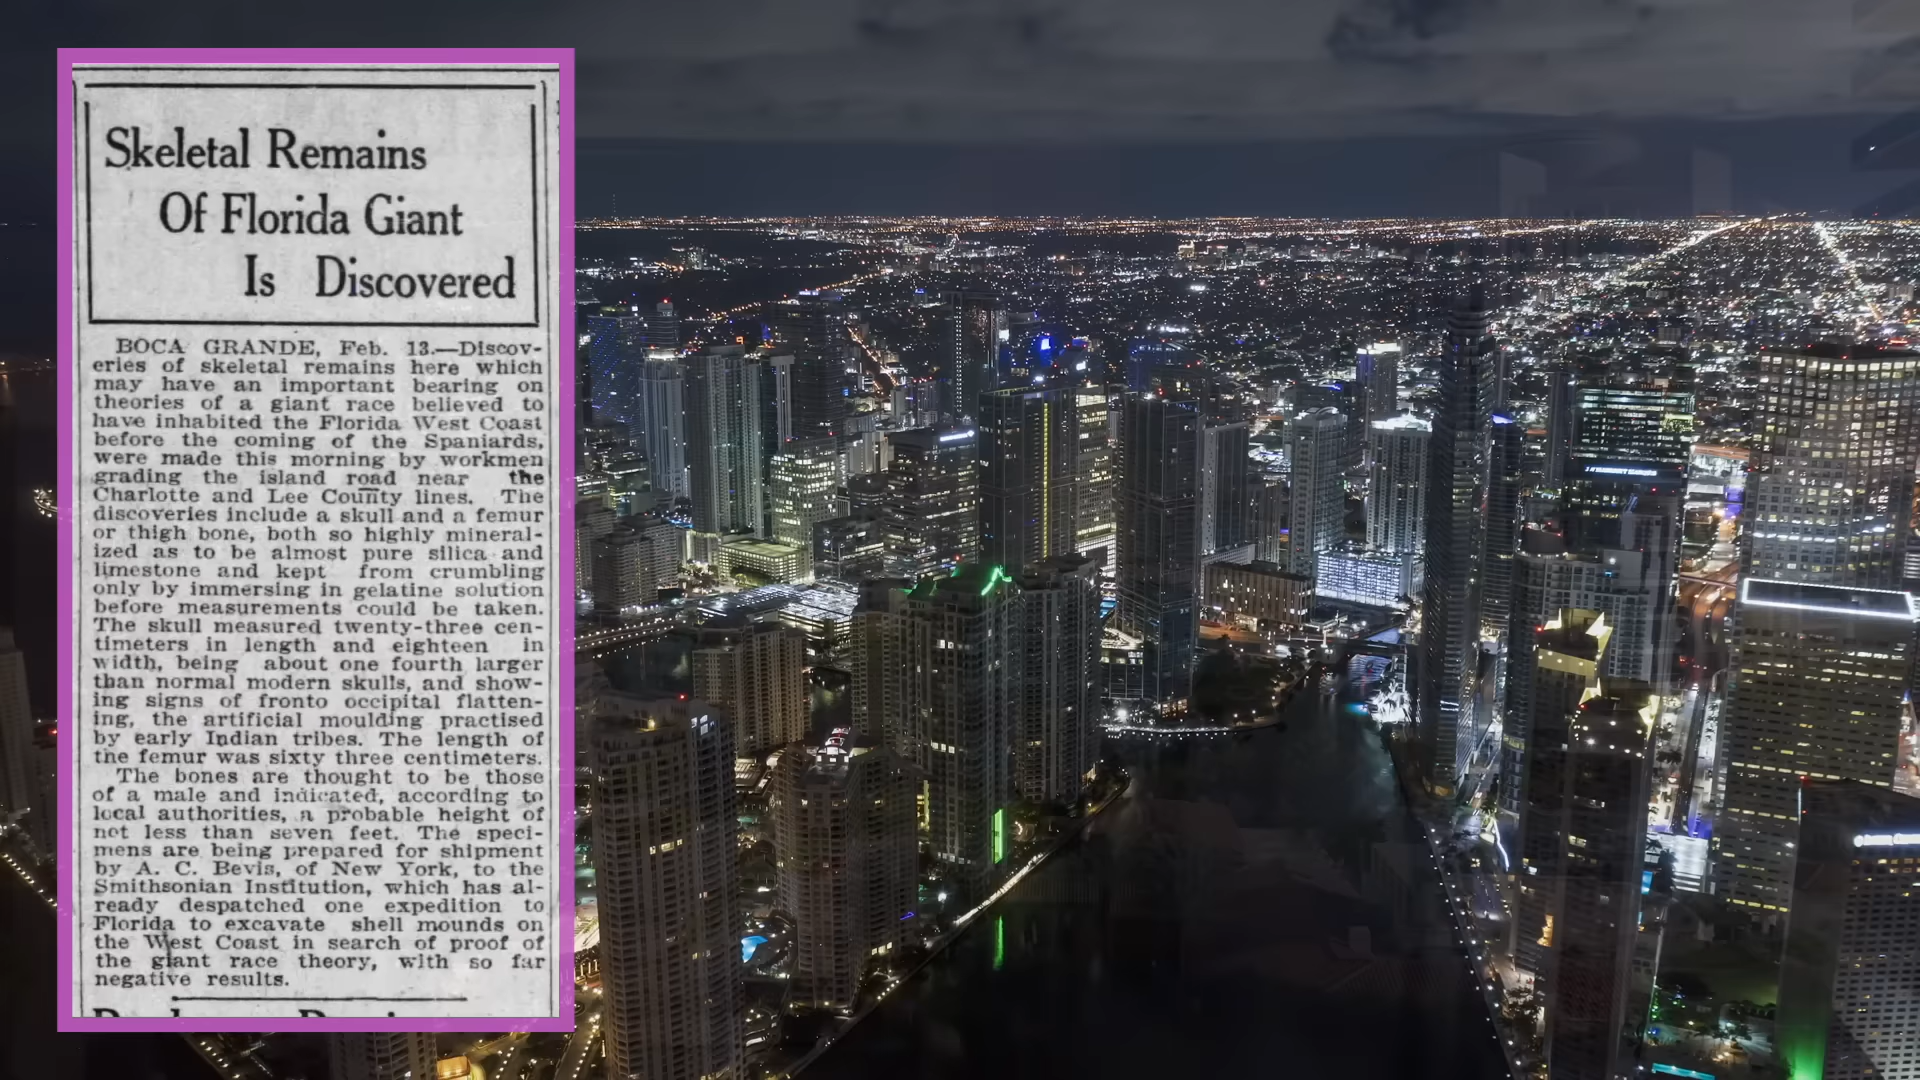 Skeletal Remains
Of Florida Giant
Is Discovered
BOCA GRANDE, Feb. 13.—Discov-
eries of skeletal remains here which
may have an important bearing on
theories of a giant race believed to
have inhabited the Florida West Coast
before the coming of the Spaniards,
were made this morning by workmen
grading the island road near the
Charlotte and Lee County lines. The
discoveries include a skull and a femur
or thigh bone, both so highly mineral-
ized as to be almost pure silica and
limestone and kept from crumbling
only by immersing in gelatine solution
before measurements could be taken.
The skull measured twenty-three cen-
timeters in length and eighteen in
width, being about one fourth larger
than normal modern skulls, and show-
ing signs of fronto occipital flatten-
ing, the artificial moulding practised
by early Indian tribes. The length of
the femur was sixty three centimeters.
The bones are thought to be those
of a male and indicated, according to
local authorities, a probable height of
not less than seven feet. The speci-
mens are being prepared for shipment
by A. C. Bevis, of New York, to the
Smithsonian Institution, which has al-
ready despatched one expedition to
Florida to excavate shell mounds on
the West Coast in search of proof of
the giant race theory, with so far
negative results.